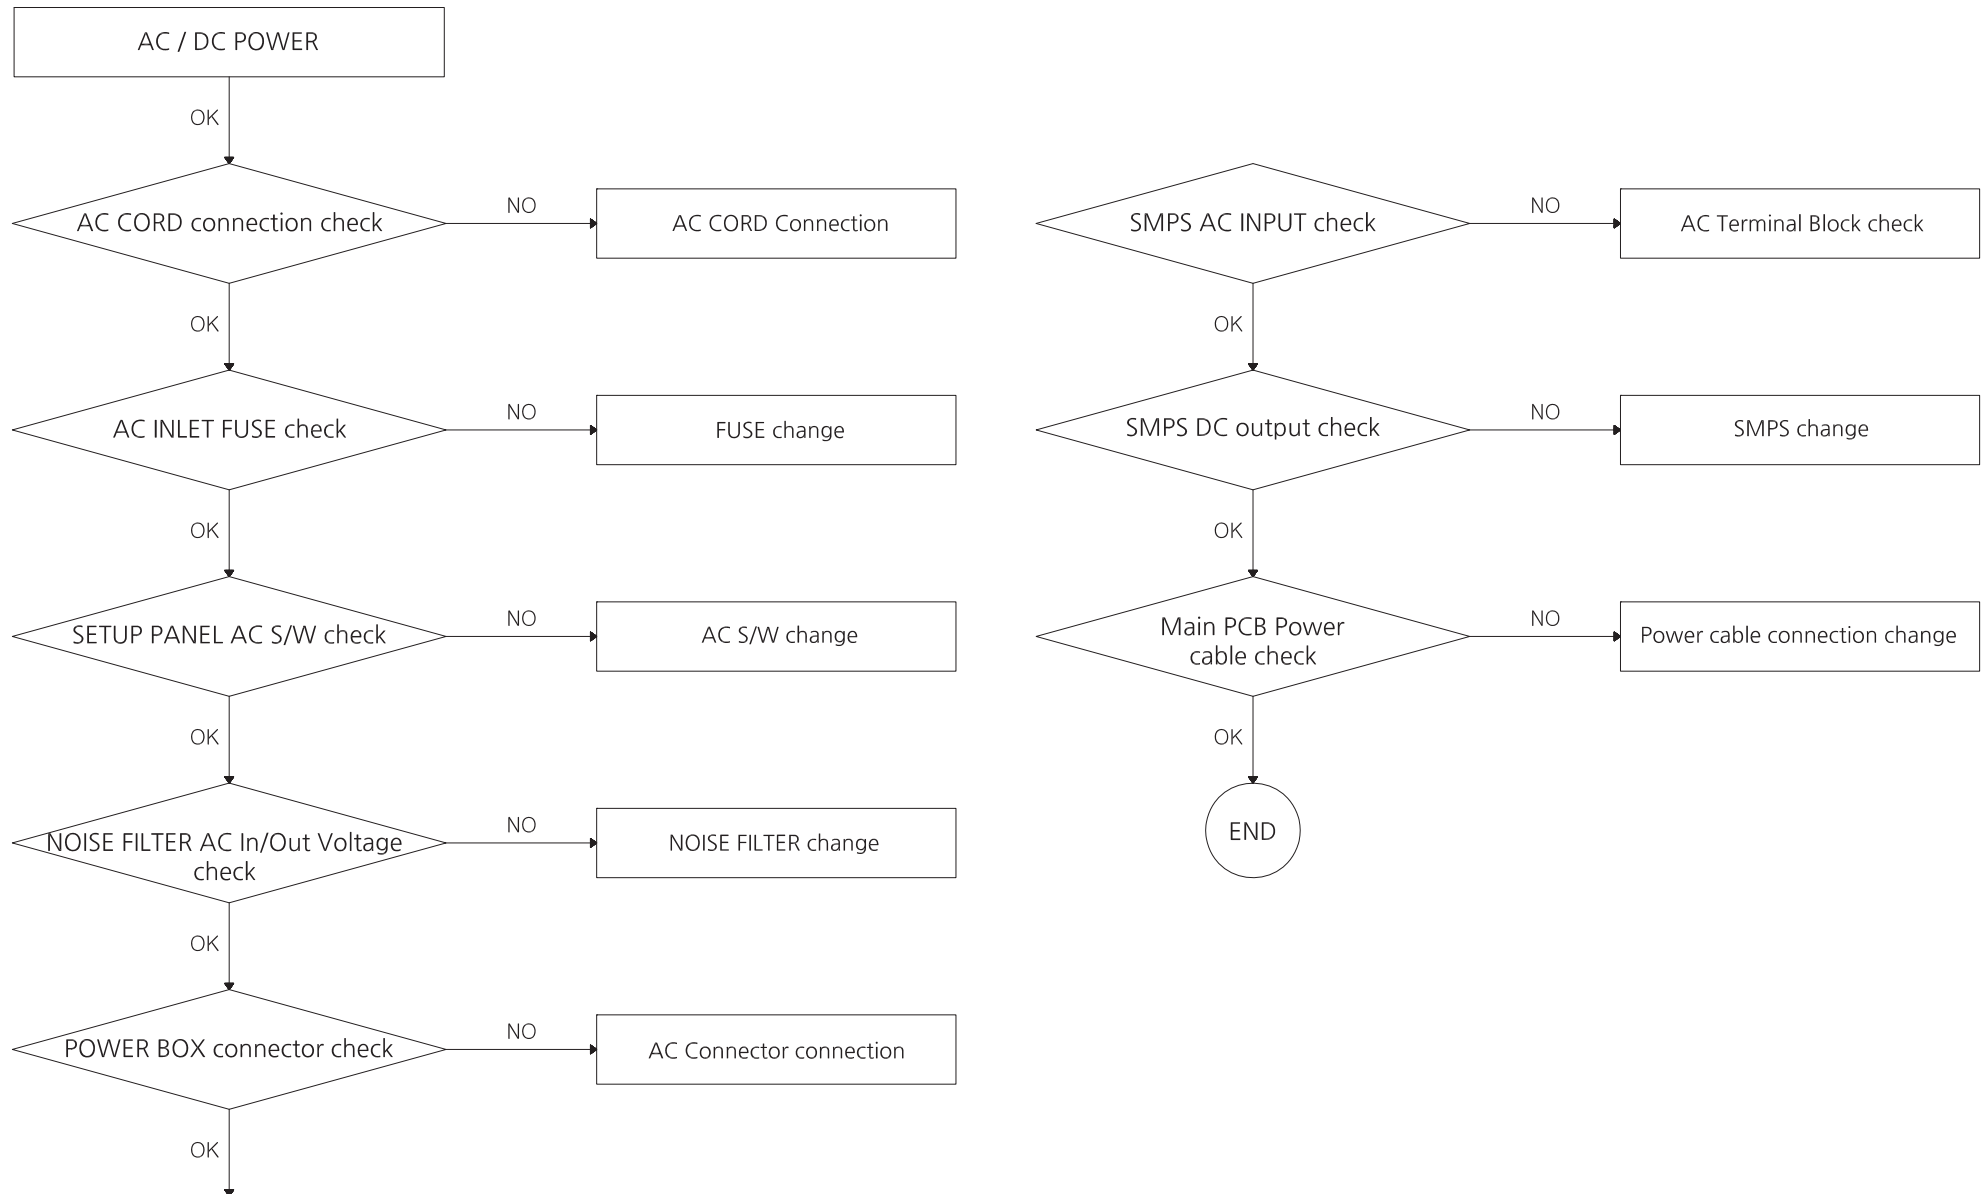 AC / DC POWER
OK
AC CORD connection check
NO
AC CORD Connection
OK
AC INLET FUSE check
NO
FUSE change
OK
SETUP PANEL AC S/W check
NO
AC S/W change
OK
NOISE FILTER AC In/Out Voltage
check
NO
NOISE FILTER change
OK
POWER BOX connector check
NO
AC Connector connection
OK
SMPS AC INPUT check
NO
AC Terminal Block check
OK
SMPS DC output check
NO
SMPS change
OK
Main PCB Power
cable check
NO
Power cable connection change
OK
END